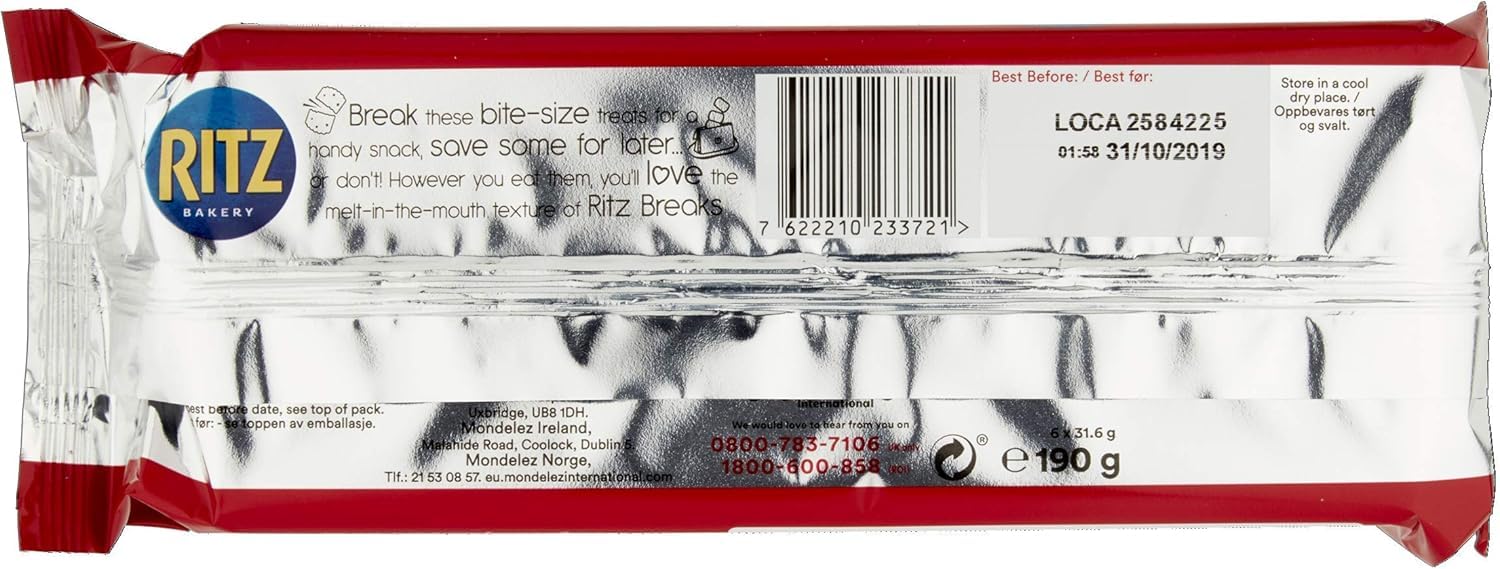 RITZ
BAKERY
Break these bite-size treats for a
handy snack, save some for later...
or don't! However you eat them, you'll love the
melt-in-the-mouth texture of Ritz Breaks
7 622210 233721 >
Best Before: / Best før:
LOCA 2584225
01:58 31/10/2019
Store in a cool
dry place. /
Oppbevares tørt
og svalt.
est before date, see top of pack.
før: - se toppen av emballasje.
Uxbridge, UB8 1DH.
Mondelez Ireland,
Malahide Road, Coolock, Dublin 5.
Mondelez Norge,
Tlf.: 21 53 08 57. eu.mondelezinternational.com
International
We would love to hear from you on
0800-783-7106 UK only
1800-600-858 (ROI)
®
6 x 31.6 g
e 190 g